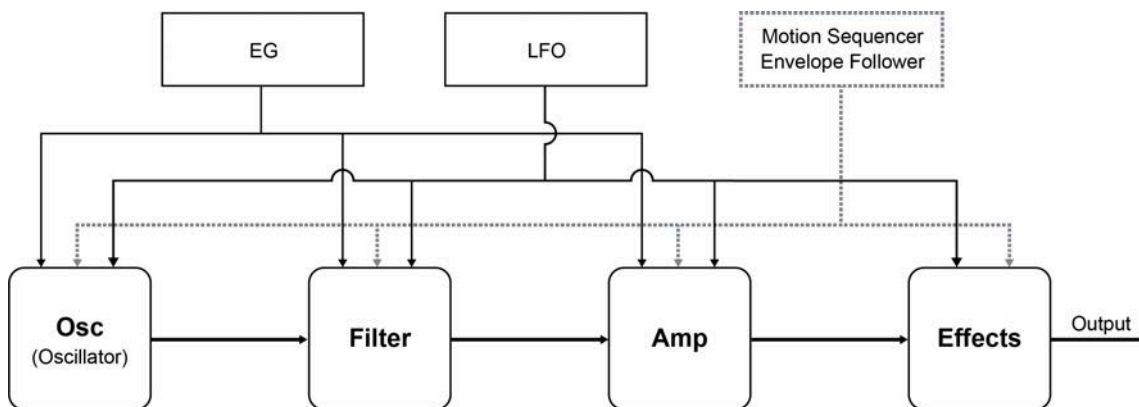 EG
LFO
Motion Sequencer
Envelope Follower
Osc
(Oscillator)
Filter
Amp
Effects
Output